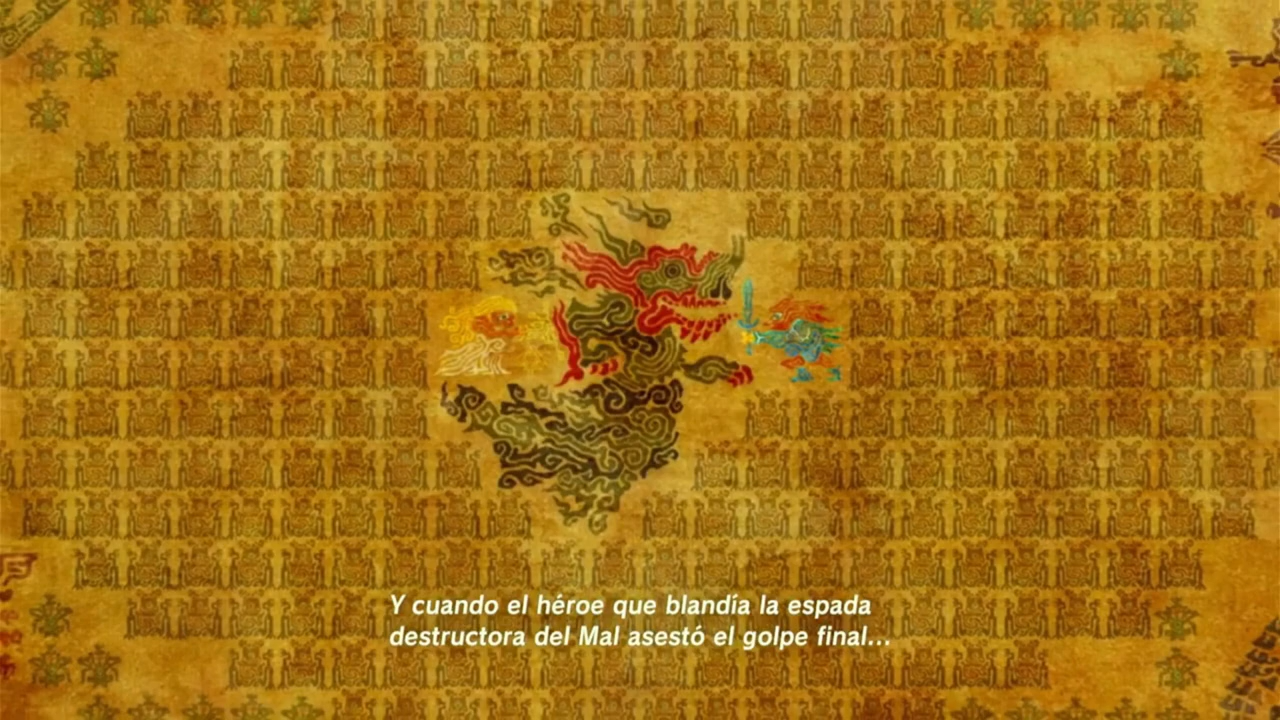 Y cuando el héroe que blandía la espada
destructora del Mal asestó el golpe final...